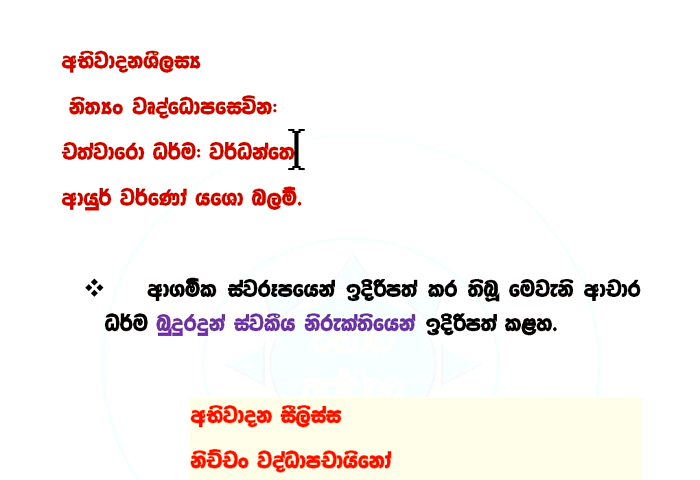 අභිවාදනශීලස්‍ය
නිත්‍යං වෘද්ධොපසෙවින:
චත්වාරො ධර්ම: වර්ධන්තෙ
ආයුර් වර්ණෝ යශො බලම්.
❖ ආගමික ස්වරූපයෙන් ඉදිරිපත් කර තිබූ මෙවැනි ආචාර
ධර්ම බුදුරදුන් ස්වකීය නිරුක්තියෙන් ඉදිරිපත් කළහ.
අභිවාදන සීලිස්ස
නිච්චං වද්ධාපචායිනෝ